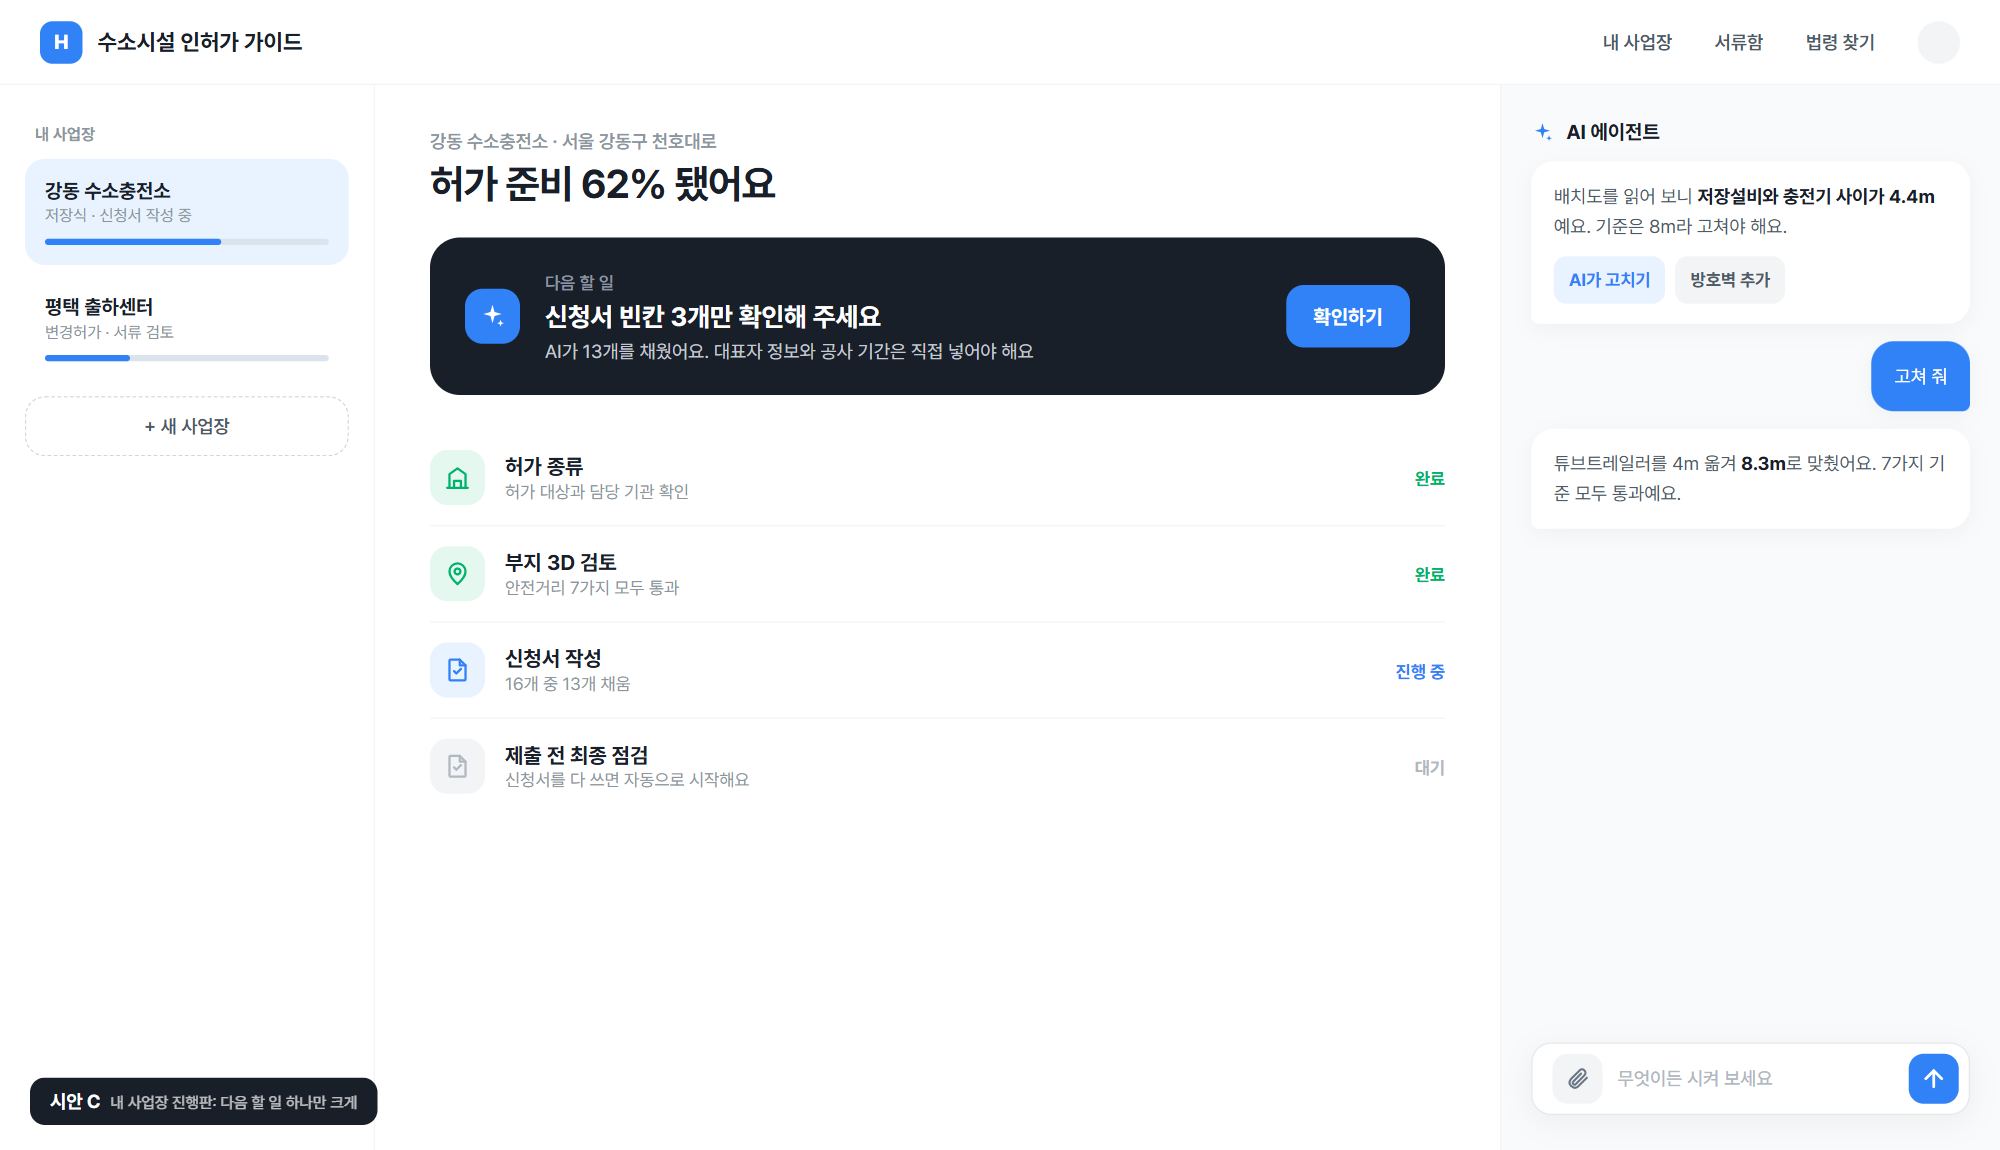 H 수소시설 인허가 가이드
내 사업장 서류함 법령 찾기
내 사업장
강동 수소충전소
저장식 · 신청서 작성 중
평택 출하센터
변경허가 · 서류 검토
+ 새 사업장
시안 C 내 사업장 진행판: 다음 할 일 하나만 크게
강동 수소충전소 · 서울 강동구 천호대로
허가 준비 62% 됐어요
다음 할 일
신청서 빈칸 3개만 확인해 주세요
AI가 13개를 채웠어요. 대표자 정보와 공사 기간은 직접 넣어야 해요
확인하기
허가 종류
허가 대상과 담당 기관 확인
완료
부지 3D 검토
안전거리 7가지 모두 통과
완료
신청서 작성
16개 중 13개 채움
진행 중
제출 전 최종 점검
신청서를 다 쓰면 자동으로 시작해요
대기
AI 에이전트
배치도를 읽어 보니 저장설비와 충전기 사이가 4.4m
예요. 기준은 8m라 고쳐야 해요.
AI가 고치기 방호벽 추가
고쳐 줘
튜브트레일러를 4m 옮겨 8.3m로 맞췄어요. 7가지 기
준 모두 통과예요.
무엇이든 시켜 보세요